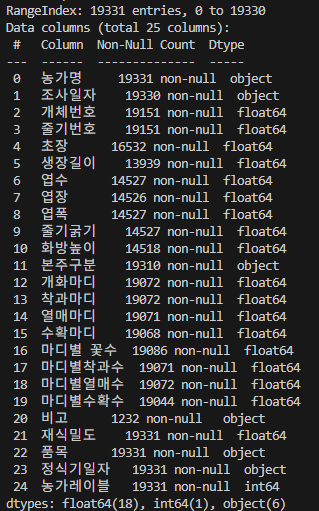 RangeIndex: 19331 entries, 0 to 19330
Data columns (total 25 columns):
 #   Column  Non-Null Count  Dtype
---  ------  --------------  -----
 0   농가명      19331 non-null  object
 1   조사일자     19330 non-null  object
 2   개체번호     19151 non-null  float64
 3   줄기번호     19151 non-null  float64
 4   초장       16532 non-null  float64
 5   생장길이     13939 non-null  float64
 6   엽수       14527 non-null  float64
 7   엽장       14526 non-null  float64
 8   엽폭       14527 non-null  float64
 9   줄기굵기     14527 non-null  float64
 10  화방높이     14518 non-null  float64
 11  본주구분     19310 non-null  object
 12  개화마디     19072 non-null  float64
 13  착과마디     19072 non-null  float64
 14  열매마디     19071 non-null  float64
 15  수확마디     19068 non-null  float64
 16  마디별 꽃수   19086 non-null  float64
 17  마디별착과수   19071 non-null  float64
 18  마디별열매수   19072 non-null  float64
 19  마디별수확수   19044 non-null  float64
 20  비고       1232 non-null   object
 21  재식밀도     19331 non-null  float64
 22  품목       19331 non-null  object
 23  정식기일자    19331 non-null  object
 24  농가레이블    19331 non-null  int64
dtypes: float64(18), int64(1), object(6)